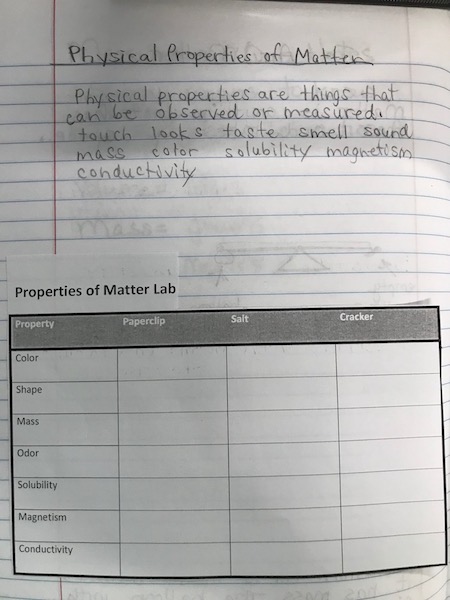 Physical Properties of Matter
Physical properties are things that
can be observed or measured.
touch looks taste smell sound
mass color solubility magnetism
conductivity
Properties of Matter Lab
Property Paperclip Salt Cracker
Color
Shape
Mass
Odor
Solubility
Magnetism
Conductivity